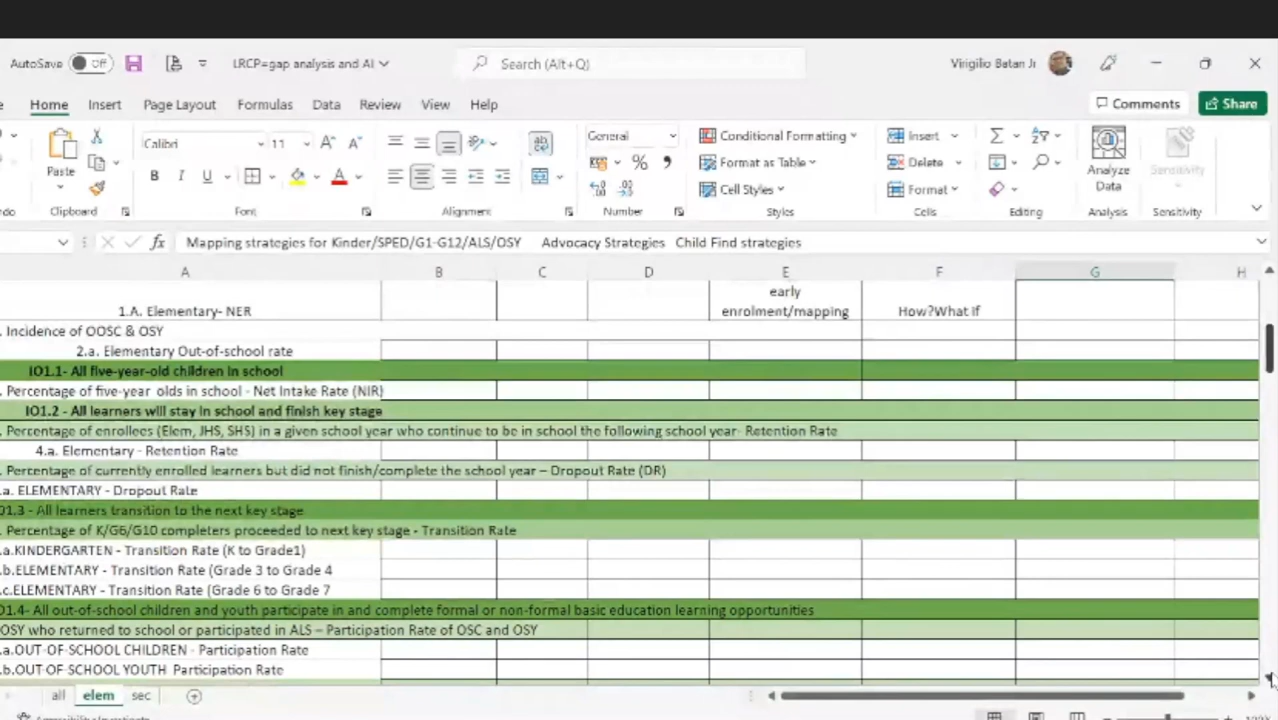 AutoSave Off LRCP=gap analysis and AI Search (Alt+Q) Virigilio Batan Jr
Home Insert Page Layout Formulas Data Review View Help Comments Share
Calibri 11 General Conditional Formatting Insert
Paste Format as Table Delete Analyze Data Sensitivity
B I U Cell Styles Format
Clipboard Font Alignment Number Styles Cells Editing Analysis Sensitivity
fx Mapping strategies for Kinder/SPED/G1-G12/ALS/OSY Advocacy Strategies Child Find strategies
A B C D E F G H
early
1.A. Elementary- NER enrolment/mapping How?What if
. Incidence of OOSC & OSY
2.a. Elementary Out-of-school rate
IO1.1- All five-year-old children in school
. Percentage of five-year olds in school - Net Intake Rate (NIR)
IO1.2 - All learners will stay in school and finish key stage
. Percentage of enrollees (Elem, JHS, SHS) in a given school year who continue to be in school the following school year- Retention Rate
4.a. Elementary - Retention Rate
. Percentage of currently enrolled learners but did not finish/complete the school year – Dropout Rate (DR)
.a. ELEMENTARY - Dropout Rate
O1.3 - All learners transition to the next key stage
. Percentage of K/G6/G10 completers proceeded to next key stage - Transition Rate
.a.KINDERGARTEN - Transition Rate (K to Grade1)
.b.ELEMENTARY - Transition Rate (Grade 3 to Grade 4
.c.ELEMENTARY - Transition Rate (Grade 6 to Grade 7
O1.4- All out-of-school children and youth participate in and complete formal or non-formal basic education learning opportunities
OSY who returned to school or participated in ALS – Participation Rate of OSC and OSY
.a.OUT-OF-SCHOOL CHILDREN - Participation Rate
.b.OUT-OF-SCHOOL YOUTH Participation Rate
all elem sec